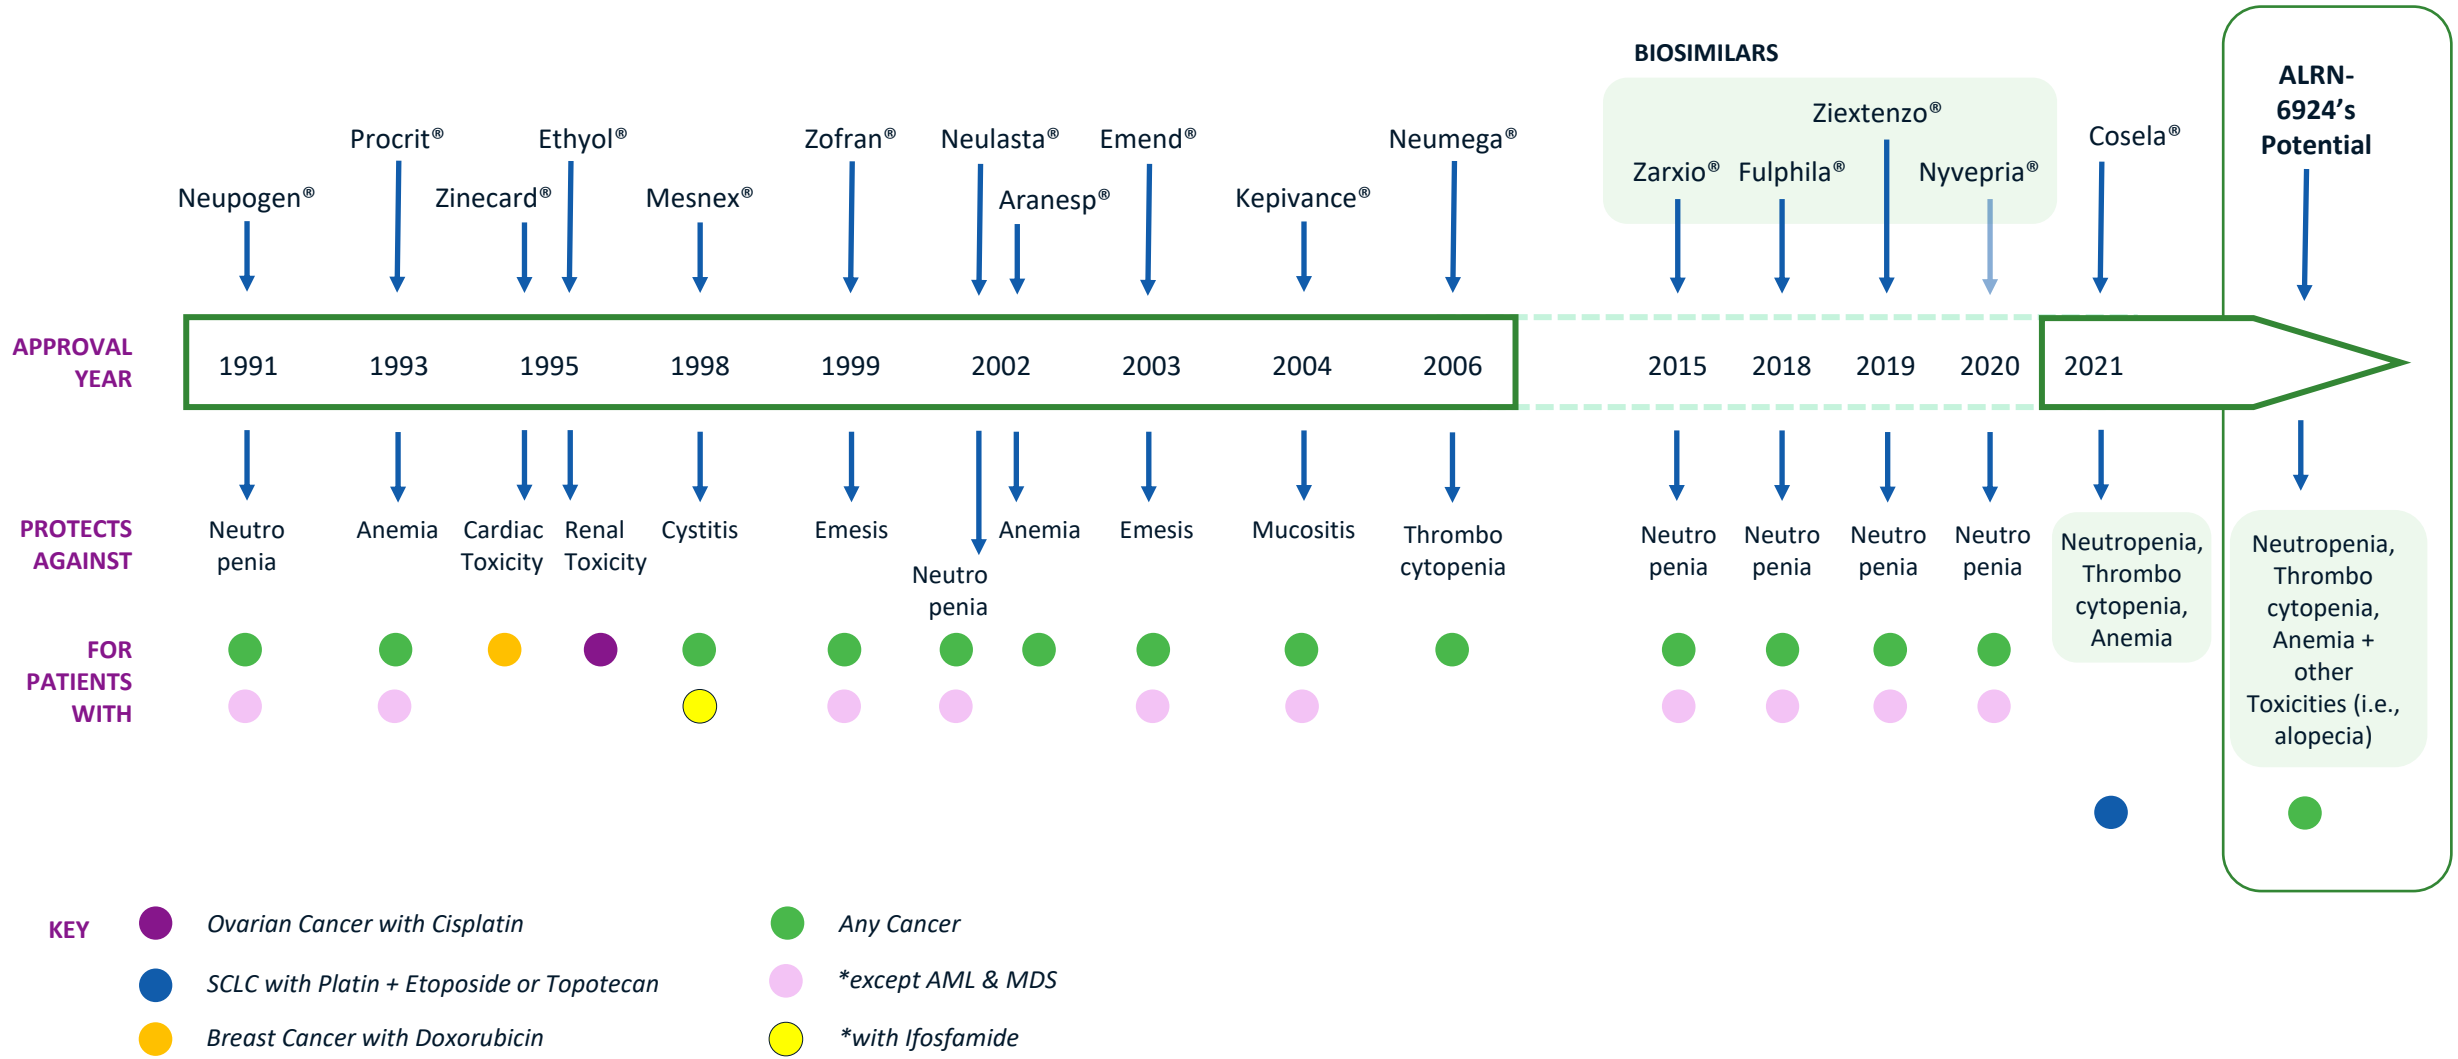 BIOSIMILARS
ALRN-
6924’s
Potential
Procrit®
Ethyol®
Zofran®
Neulasta®
Emend®
Neumega®
Ziextenzo®
Cosela®
Neupogen®
Zinecard®
Mesnex®
Aranesp®
Kepivance®
Zarxio®
Fulphila®
Nyvepria®
APPROVAL
YEAR
1991
1993
1995
1998
1999
2002
2003
2004
2006
2015
2018
2019
2020
2021
PROTECTS
AGAINST
Neutro
penia
Anemia
Cardiac
Toxicity
Renal
Toxicity
Cystitis
Emesis
Neutro
penia
Anemia
Emesis
Mucositis
Thrombo
cytopenia
Neutro
penia
Neutro
penia
Neutro
penia
Neutro
penia
Neutropenia,
Thrombo
cytopenia,
Anemia
Neutropenia,
Thrombo
cytopenia,
Anemia +
other
Toxicities (i.e.,
alopecia)
FOR
PATIENTS
WITH
KEY
Ovarian Cancer with Cisplatin
SCLC with Platin + Etoposide or Topotecan
Breast Cancer with Doxorubicin
Any Cancer
*except AML & MDS
*with Ifosfamide